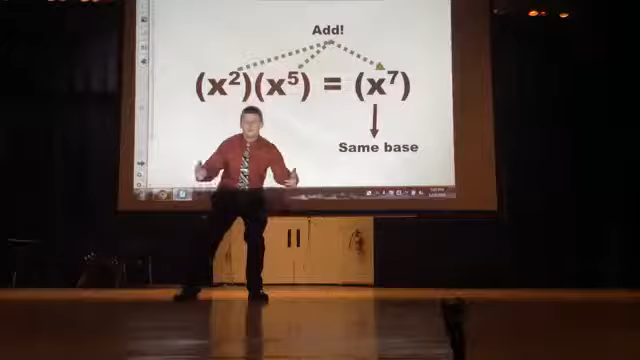 Add!
(x²)(x⁵) = (x⁷)
Same base